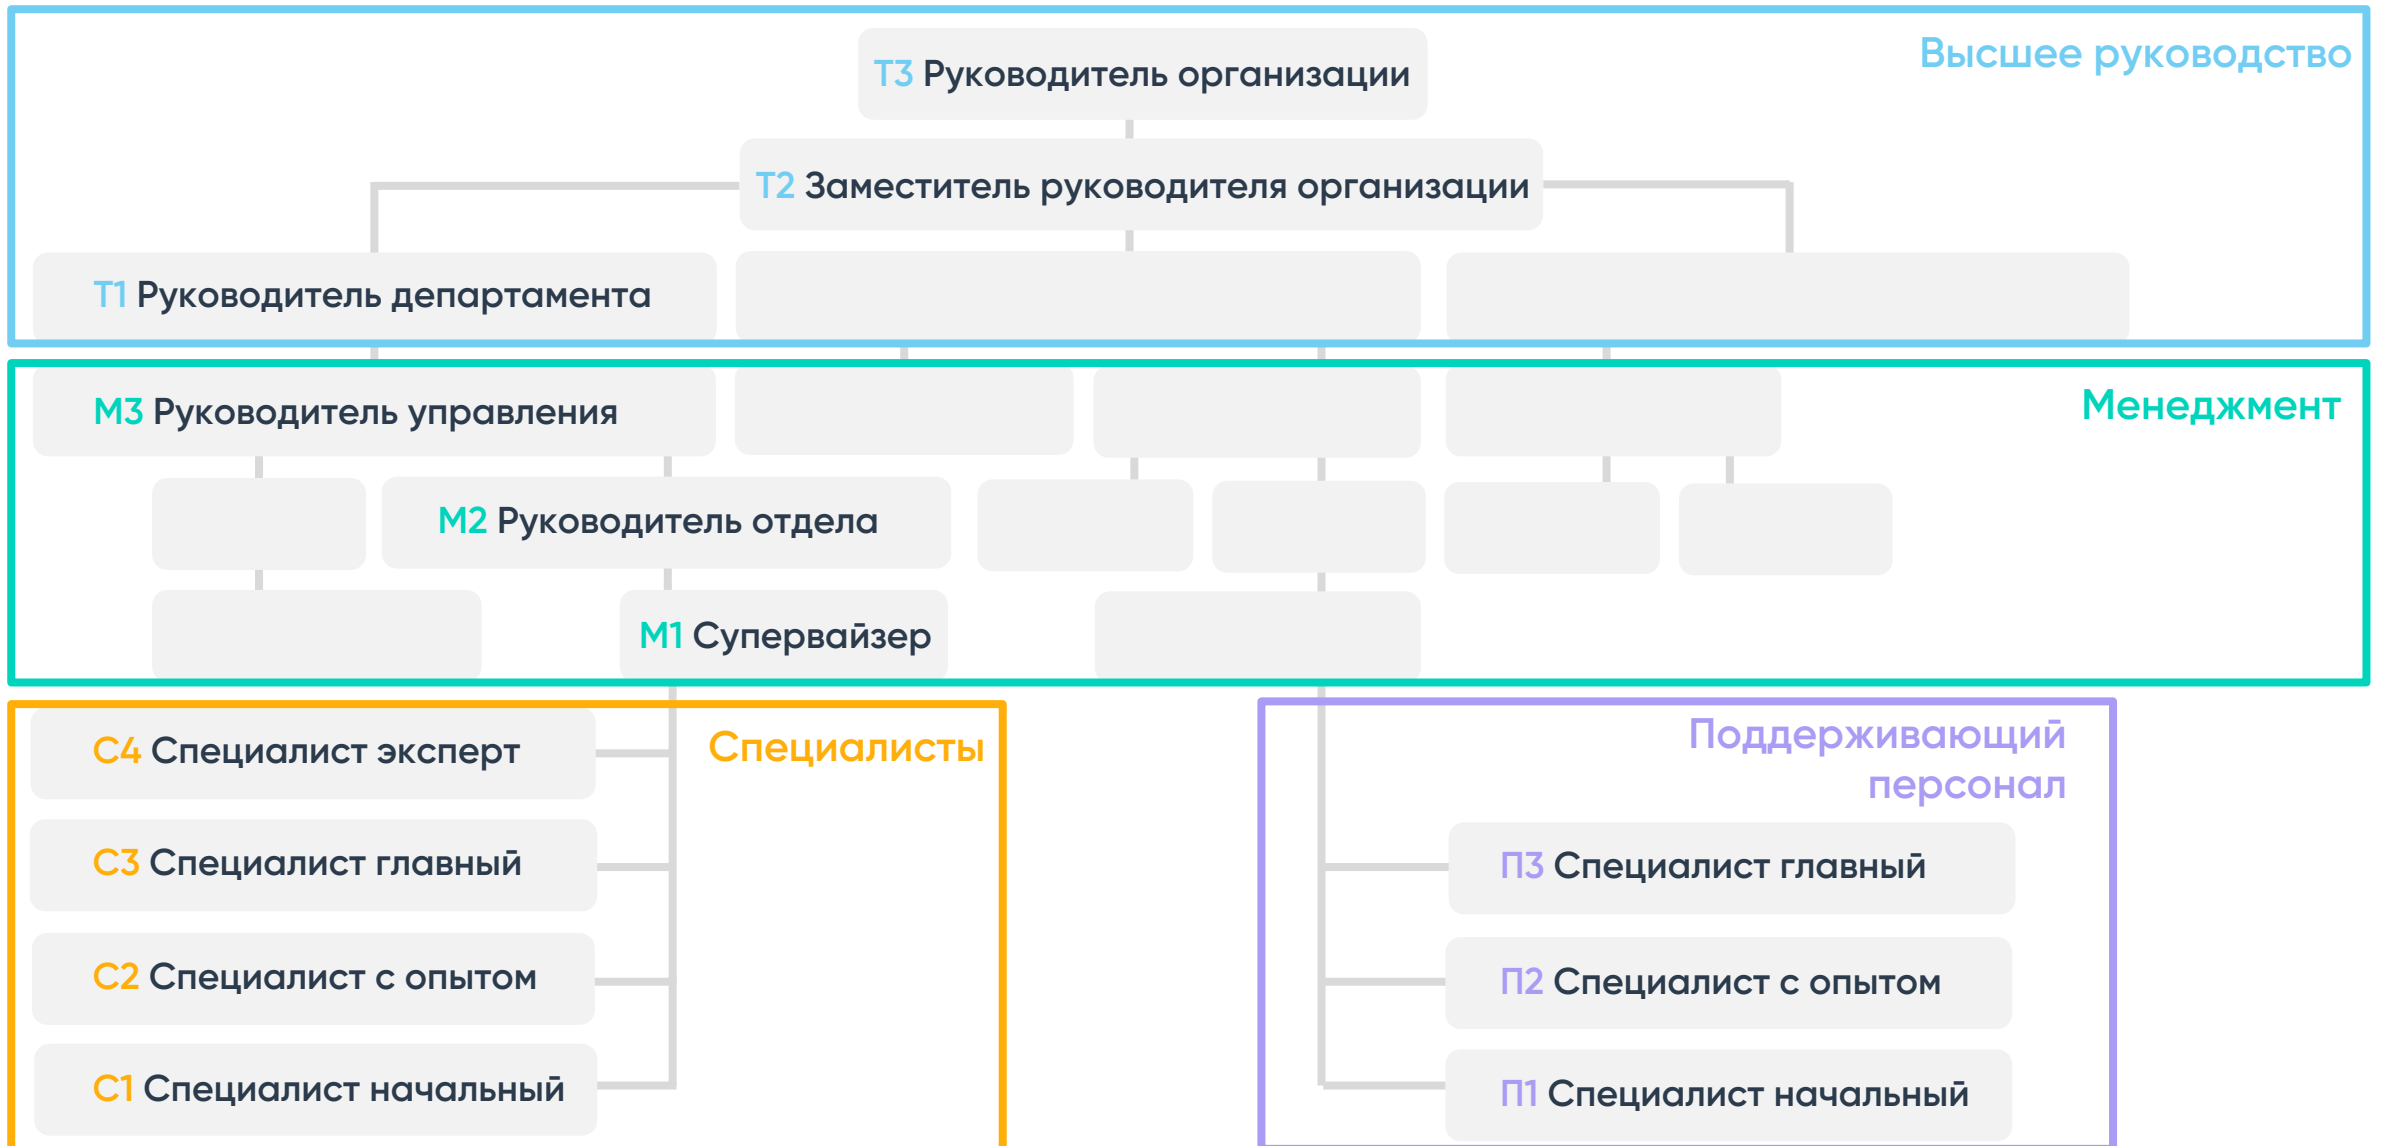 Высшее руководство
Т3 Руководитель организации
Т2 Заместитель руководителя организации
Т1 Руководитель департамента
Менеджмент
М3 Руководитель управления
М2 Руководитель отдела
М1 Супервайзер
Специалисты
С4 Специалист эксперт
С3 Специалист главный
С2 Специалист с опытом
С1 Специалист начальный
Поддерживающий
персонал
П3 Специалист главный
П2 Специалист с опытом
П1 Специалист начальный